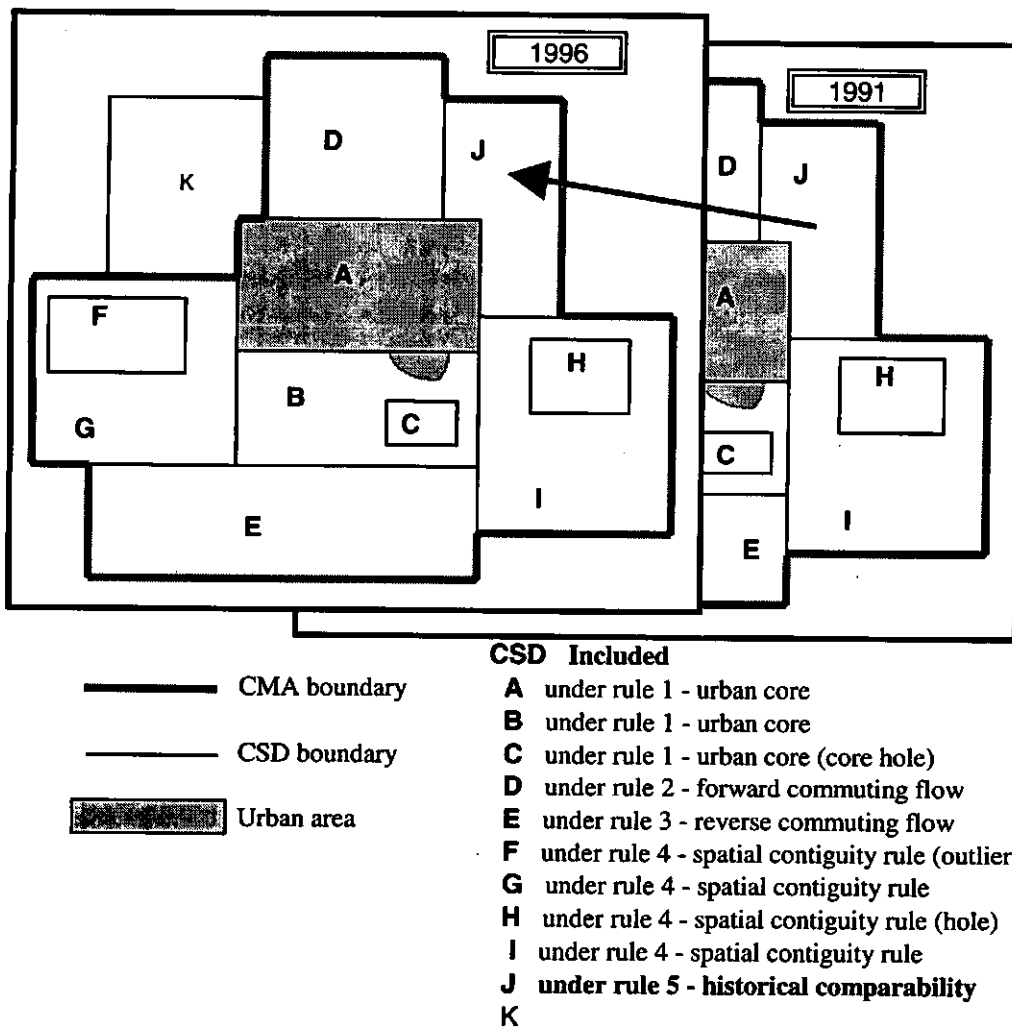 1996
1991
D
J
K
D
J
A
A
F
H
H
B
C
G
C
I
I
E
E
CSD Included
CMA boundary
CSD boundary
Urban area
A under rule 1 - urban core
B under rule 1 - urban core
C under rule 1 - urban core (core hole)
D under rule 2 - forward commuting flow
E under rule 3 - reverse commuting flow
F under rule 4 - spatial contiguity rule (outlier
G under rule 4 - spatial contiguity rule
H under rule 4 - spatial contiguity rule (hole)
I under rule 4 - spatial contiguity rule
J under rule 5 - historical comparability
K